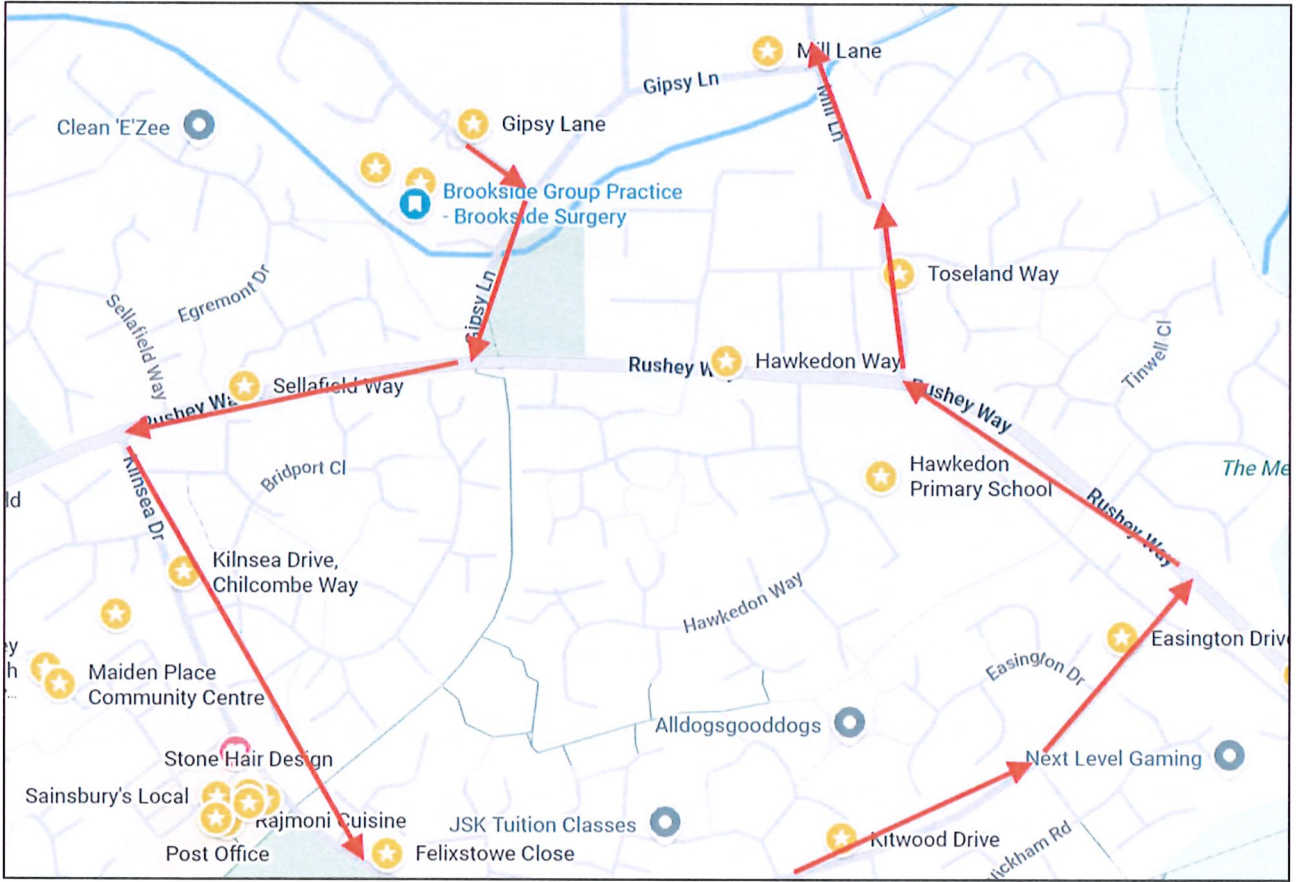 Mill Lane
Gipsy Ln
Mill Ln
Clean 'E'Zee
Gipsy Lane
Brookside Group Practice
- Brookside Surgery
Gipsy Ln
Toseland Way
Egremont Dr
Sellafield Way
Tinwell Cl
Rushey
Hawkedon Way
Sellafield Way
Rushey Way
Rushey Way
Kilnsea Dr
Bridport Cl
Hawkedon
Primary School
The Me
ld
Rushey Way
Kilnsea Drive,
Chilcombe Way
Hawkedon Way
ey
h
Easington Drive
Easington Dr
Maiden Place
Community Centre
Alldogsgooddogs
Stone Hair Design
Next Level Gaming
Sainsbury's Local
Rajmoni Cuisine
JSK Tuition Classes
Kitwood Drive
Post Office
Felixstowe Close
ickham Rd